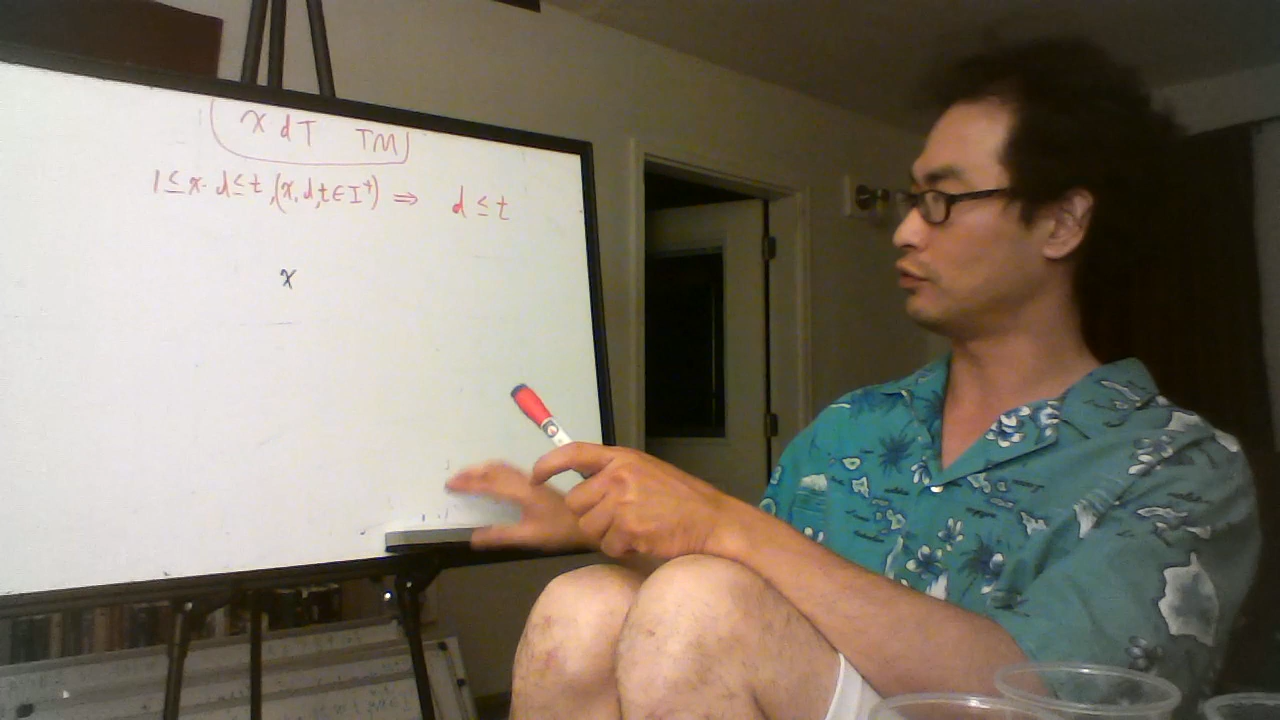 x d T TM
1 ≤ x · d ≤ t, (x, d, t ∈ I⁺) ⇒ d ≤ t
x